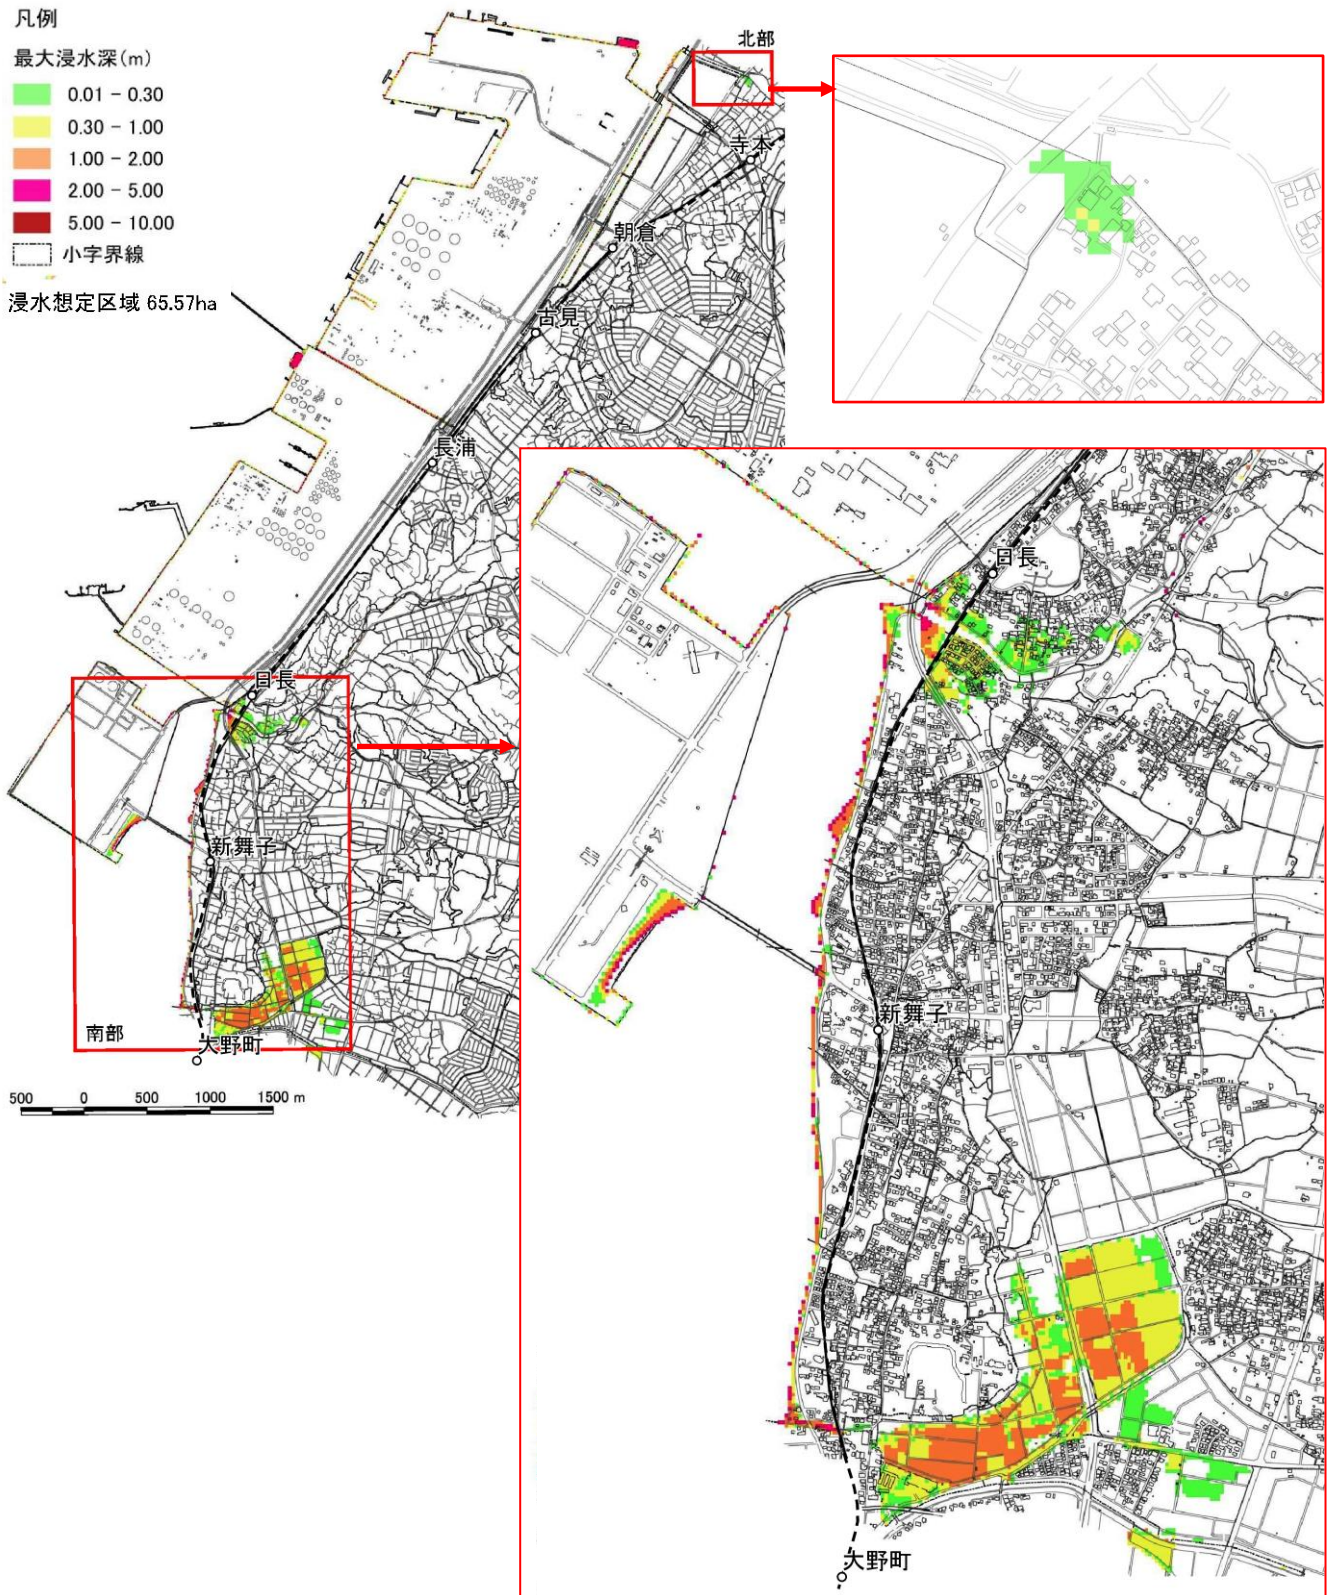 凡例
最大浸水深(m)
0.01 - 0.30
0.30 - 1.00
1.00 - 2.00
2.00 - 5.00
5.00 - 10.00
小字界線
浸水想定区域 65.57ha
北部
寺本
朝倉
古見
長浦
日長
新舞子
南部
大野町
500 0 500 1000 1500 m
日長
新舞子
大野町